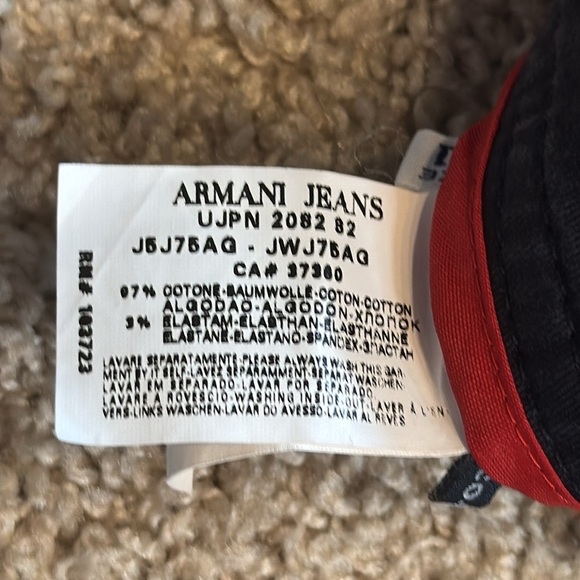 ARMANI JEANS
UJPN 2082 82
J5J75AG - JWJ75AG
CA# 37360
RN# 103723
97% COTONE-BAUMWOLLE-COTON-COTTON
ALGODAO-ALGODON-ХЛОПОК
3% ELASTAM-ELASTHAN-ELASTHANNE
ELASTANE-ELASTANO-SPANDEX-ЭЛАСТАН
LAVARE SEPARATAMENTE-PLEASE ALWAYS WASH THIS GAR-
MENT BY IT SELF-LAVEZ SEPARAMMENT-SEPARAT WASCHEN-
LAVAR EM SEPARADO-LAVAR POR SEPARADO
LAVARE A ROVESCIO-WASHING INSIDE-OUT-LAVER À L'EN
VERS-LINKS WASCHEN-LAVAR DO AVESSO-LAVAR AL REVES